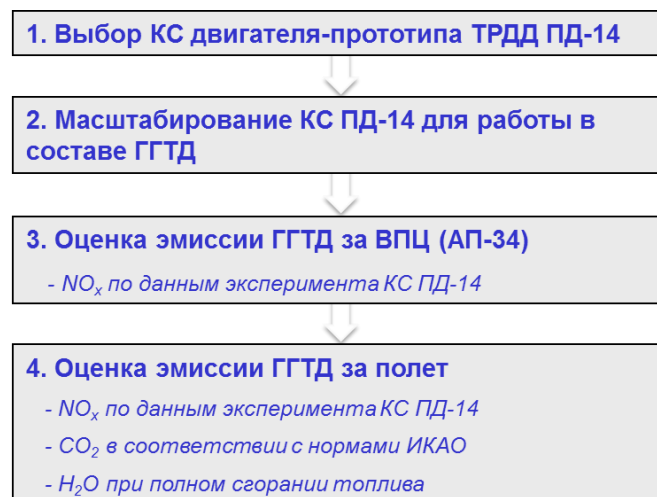 1. Выбор КС двигателя-прототипа ТРДД ПД-14
2. Масштабирование КС ПД-14 для работы в
составе ГГТД
3. Оценка эмиссии ГГТД за ВПЦ (АП-34)
- NOₓ по данным эксперимента КС ПД-14
4. Оценка эмиссии ГГТД за полет
- NOₓ по данным эксперимента КС ПД-14
- CO₂ в соответствии с нормами ИКАО
- H₂O при полном сгорании топлива